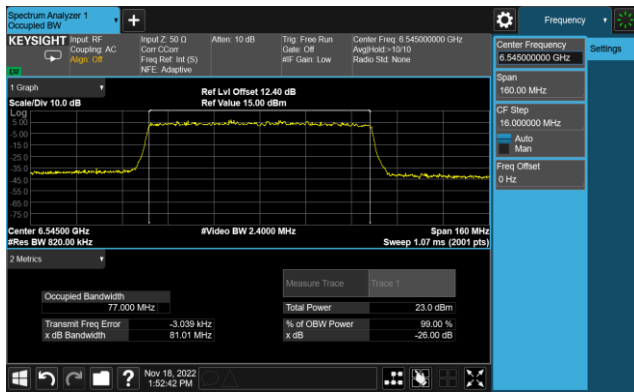 Spectrum Analyzer 1
Occupied BW
Frequency
KEYSIGHT
Input: RF
Coupling: AC
Align: Off
Input Z: 50 Ω
Corr CCorr
Freq Ref: Int (S)
NFE: Adaptive
Atten: 10 dB
Trig: Free Run
Gate: Off
#IF Gain: Low
Center Freq: 6.545000000 GHz
Avg|Hold:>10/10
Radio Std: None
Center Frequency
6.545000000 GHz
Settings
Span
160.00 MHz
CF Step
16.000000 MHz
Auto
Man
Freq Offset
0 Hz
1 Graph
Ref Lvl Offset 12.40 dB
Scale/Div 10.0 dB
Ref Value 15.00 dBm
Log
5.00
-5.00
-15.0
-25.0
-35.0
-45.0
-55.0
-65.0
-75.0
Center 6.54500 GHz
#Video BW 2.4000 MHz
Span 160 MHz
#Res BW 820.00 kHz
Sweep 1.07 ms (2001 pts)
2 Metrics
Measure Trace
Trace 1
Occupied Bandwidth
77.000 MHz
Total Power
23.0 dBm
Transmit Freq Error
-3.039 kHz
% of OBW Power
99.00 %
x dB Bandwidth
81.01 MHz
x dB
-26.00 dB
?
Nov 18, 2022
1:52:42 PM